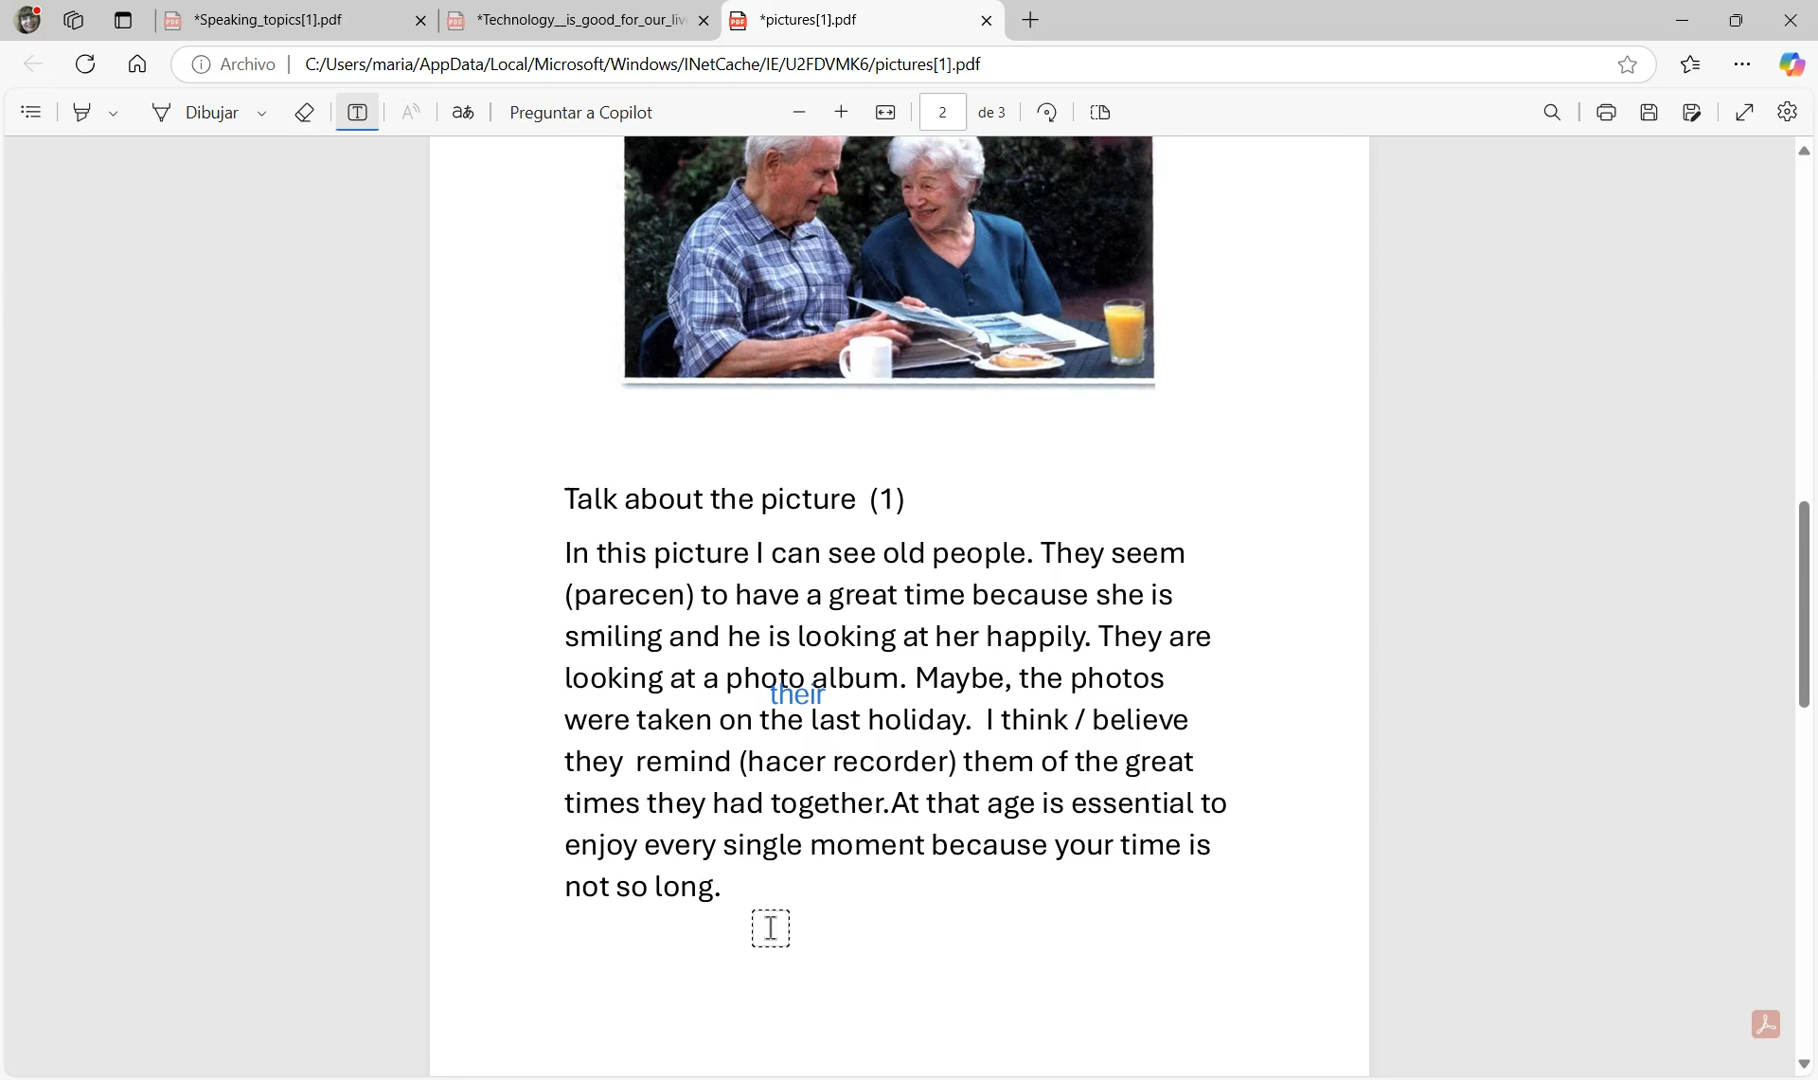 *Speaking_topics[1].pdf
*Technology__is_good_for_our_liv
*pictures[1].pdf
Archivo
C:/Users/maria/AppData/Local/Microsoft/Windows/INetCache/IE/U2FDVMK6/pictures[1].pdf
Dibujar
aあ
Preguntar a Copilot
2
de 3
Talk about the picture (1)
In this picture I can see old people. They seem
(parecen) to have a great time because she is
smiling and he is looking at her happily. They are
looking at a photo album. Maybe, the photos
their
were taken on the last holiday. I think / believe
they remind (hacer recorder) them of the great
times they had together.At that age is essential to
enjoy every single moment because your time is
not so long.